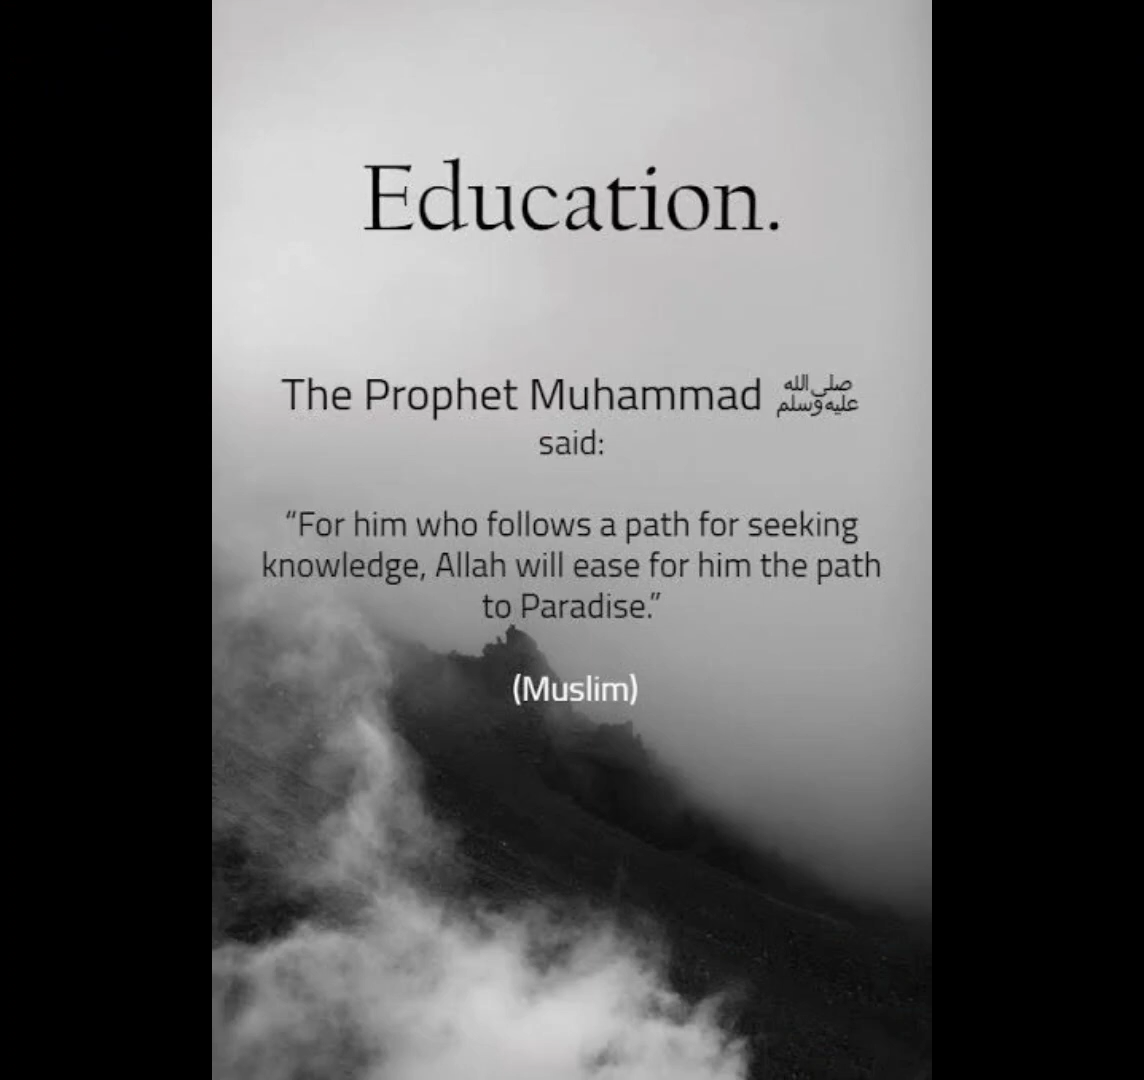 Education.
The Prophet Muhammad ﷺ
said:
“For him who follows a path for seeking
knowledge, Allah will ease for him the path
to Paradise.”
(Muslim)